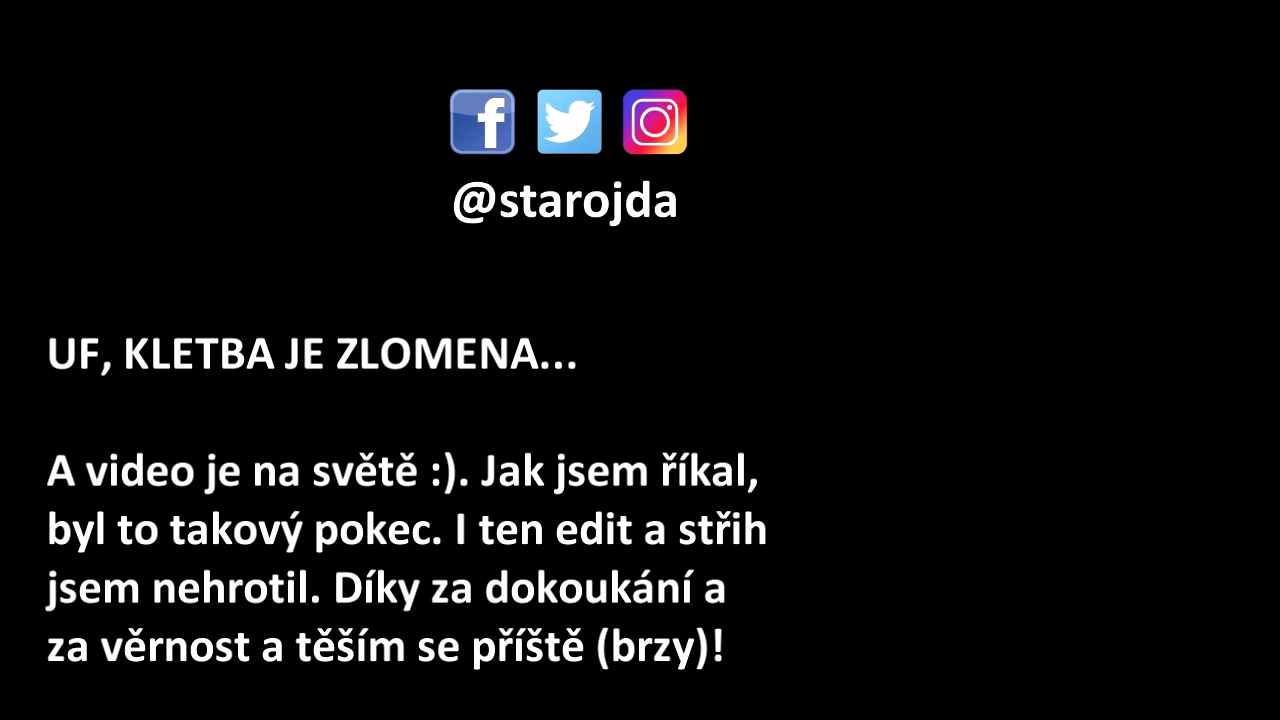 @starojda
UF, KLETBA JE ZLOMENA...
A video je na světě :). Jak jsem říkal,
byl to takový pokec. I ten edit a střih
jsem nehrotil. Díky za dokoukání a
za věrnost a těším se příště (brzy)!